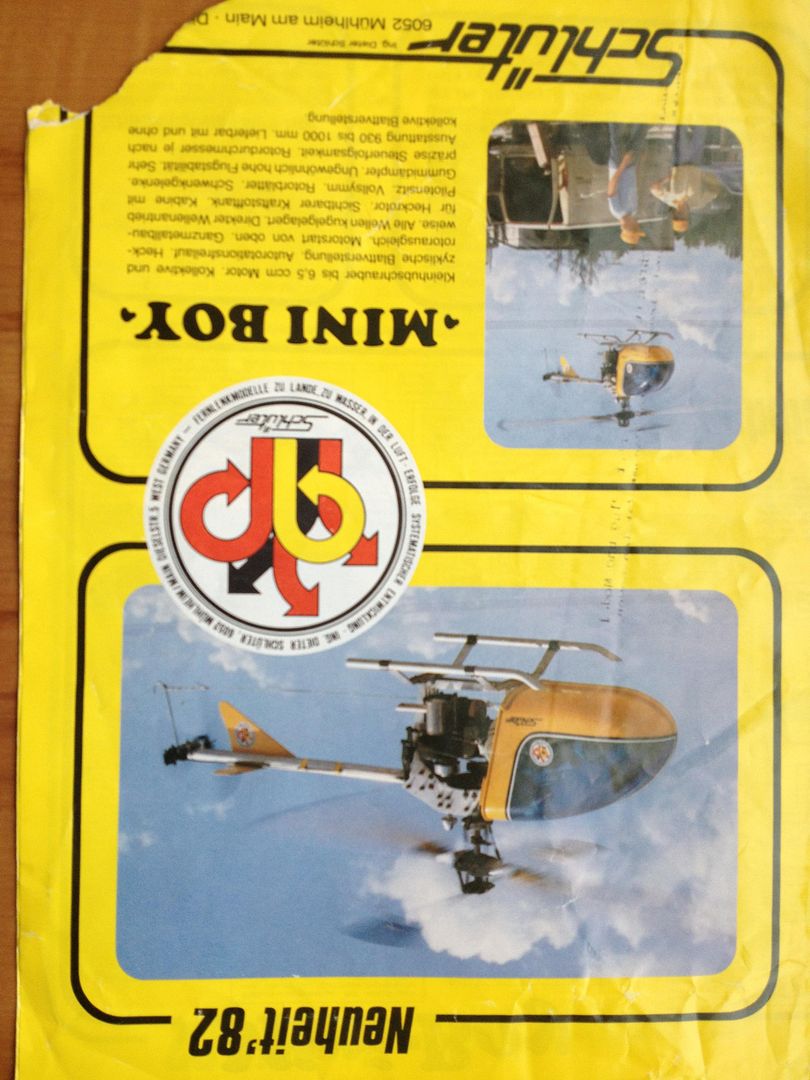 Neuheit '82
FERNLENKMODELLE ZU LANDE, ZU WASSER, IN DER LUFT · ERFOLGE SYSTEMATISCHER ENTWICKLUNG · ING. DIETER SCHLÜTER, 6052 MÜHLHEIM/MAIN DIESELSTR. 5 WEST GERMANY —
Schlüter
MINI BOY
Kleinhubschrauber bis 6,5 ccm Motor. Kollektive und
zyklische Blattverstellung. Autorotationsfreilauf. Heck-
rotorausgleich. Motorstart von oben. Ganzmetallbau-
weise. Alle Wellen kugelgelagert. Direkter Wellenantrieb
für Heckrotor. Sichtbarer Kraftstofftank. Kabine mit
Pilotensitz. Vollsymm. Rotorblätter. Schwenkgelenke.
Gummidämpfer. Ungewöhnlich hohe Flugstabilität. Sehr
präzise Steuerfolgsamkeit. Rotordurchmesser je nach
Ausstattung 930 bis 1000 mm. Lieferbar mit und ohne
kollektive Blattverstellung
Schlüter
Ing. Dieter Schlüter
6052 Mühlheim am Main · Di